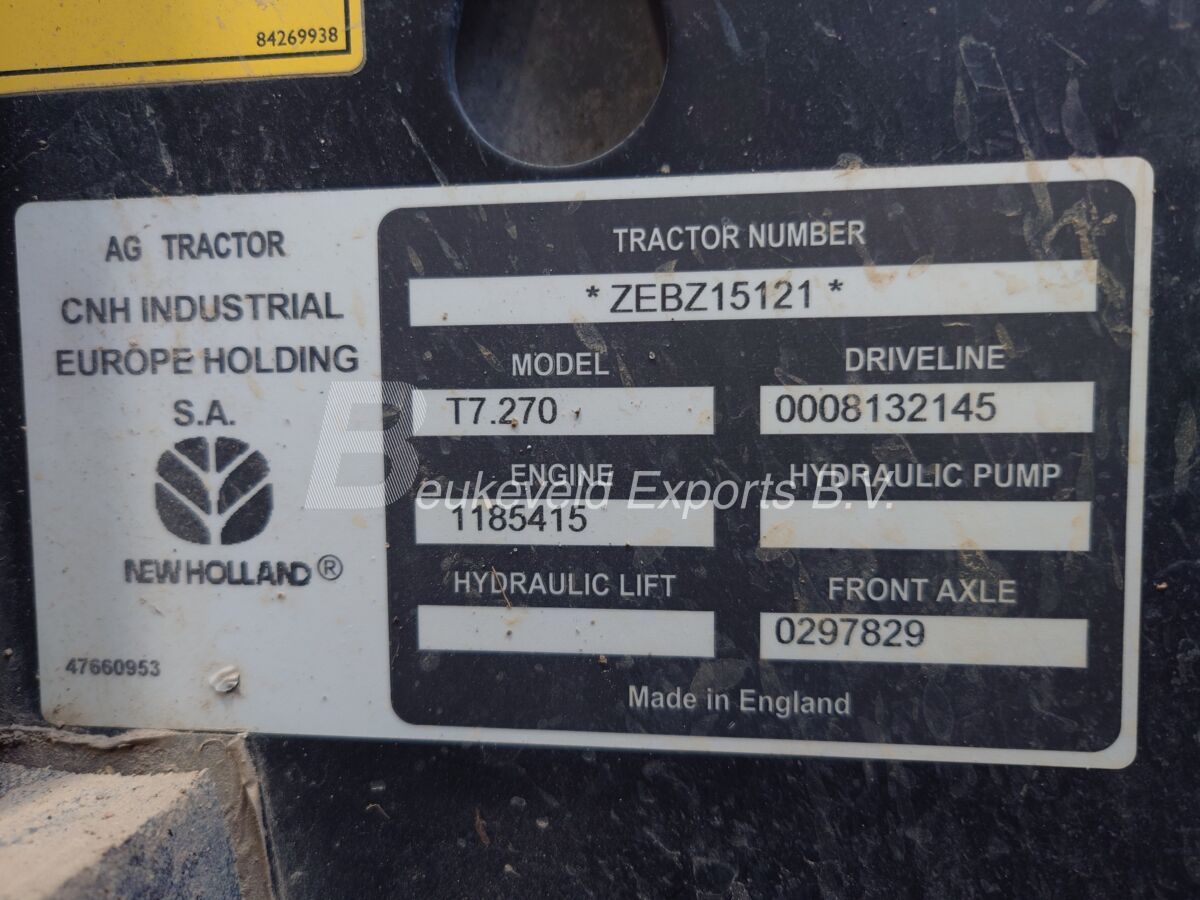 84269938
AG TRACTOR
CNH INDUSTRIAL
EUROPE HOLDING
S.A.
NEW HOLLAND®
47660953
TRACTOR NUMBER
* ZEBZ15121 *
MODEL
T7.270
DRIVELINE
0008132145
ENGINE
1185415
HYDRAULIC PUMP
HYDRAULIC LIFT
FRONT AXLE
0297829
Made in England
Beukeveld Exports B.V.